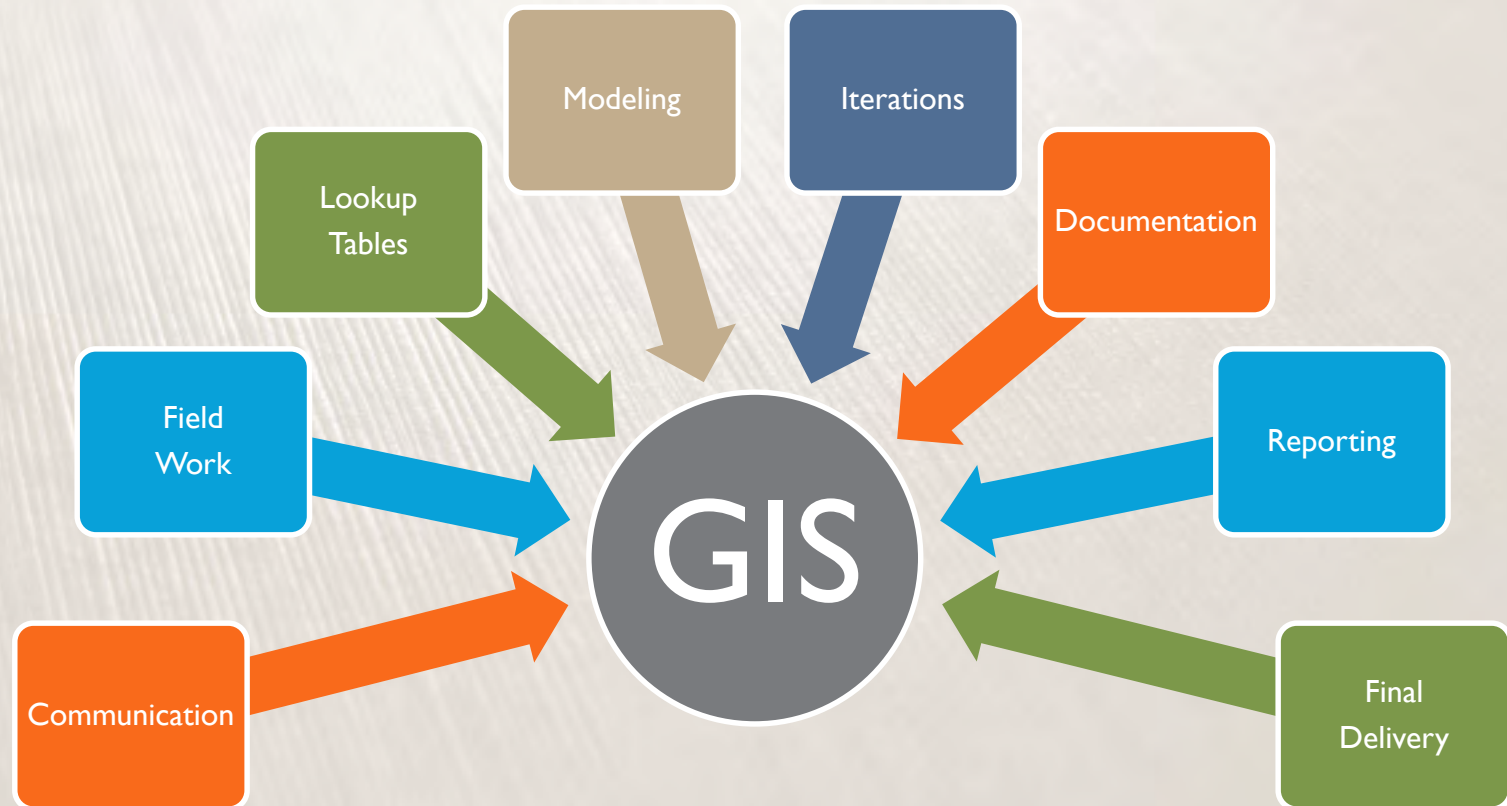 Communication
Field
Work
Lookup
Tables
Modeling
Iterations
Documentation
Reporting
Final
Delivery
GIS